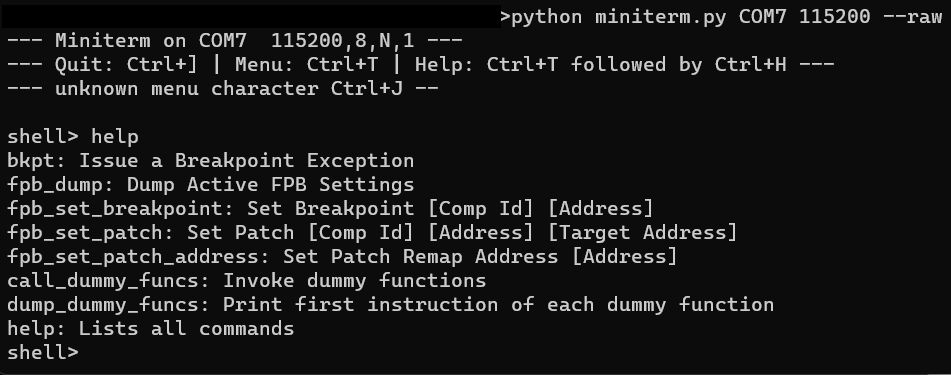 >python miniterm.py COM7 115200 --raw
--- Miniterm on COM7  115200,8,N,1 ---
--- Quit: Ctrl+] | Menu: Ctrl+T | Help: Ctrl+T followed by Ctrl+H ---
--- unknown menu character Ctrl+J --
shell> help
bkpt: Issue a Breakpoint Exception
fpb_dump: Dump Active FPB Settings
fpb_set_breakpoint: Set Breakpoint [Comp Id] [Address]
fpb_set_patch: Set Patch [Comp Id] [Address] [Target Address]
fpb_set_patch_address: Set Patch Remap Address [Address]
call_dummy_funcs: Invoke dummy functions
dump_dummy_funcs: Print first instruction of each dummy function
help: Lists all commands
shell>